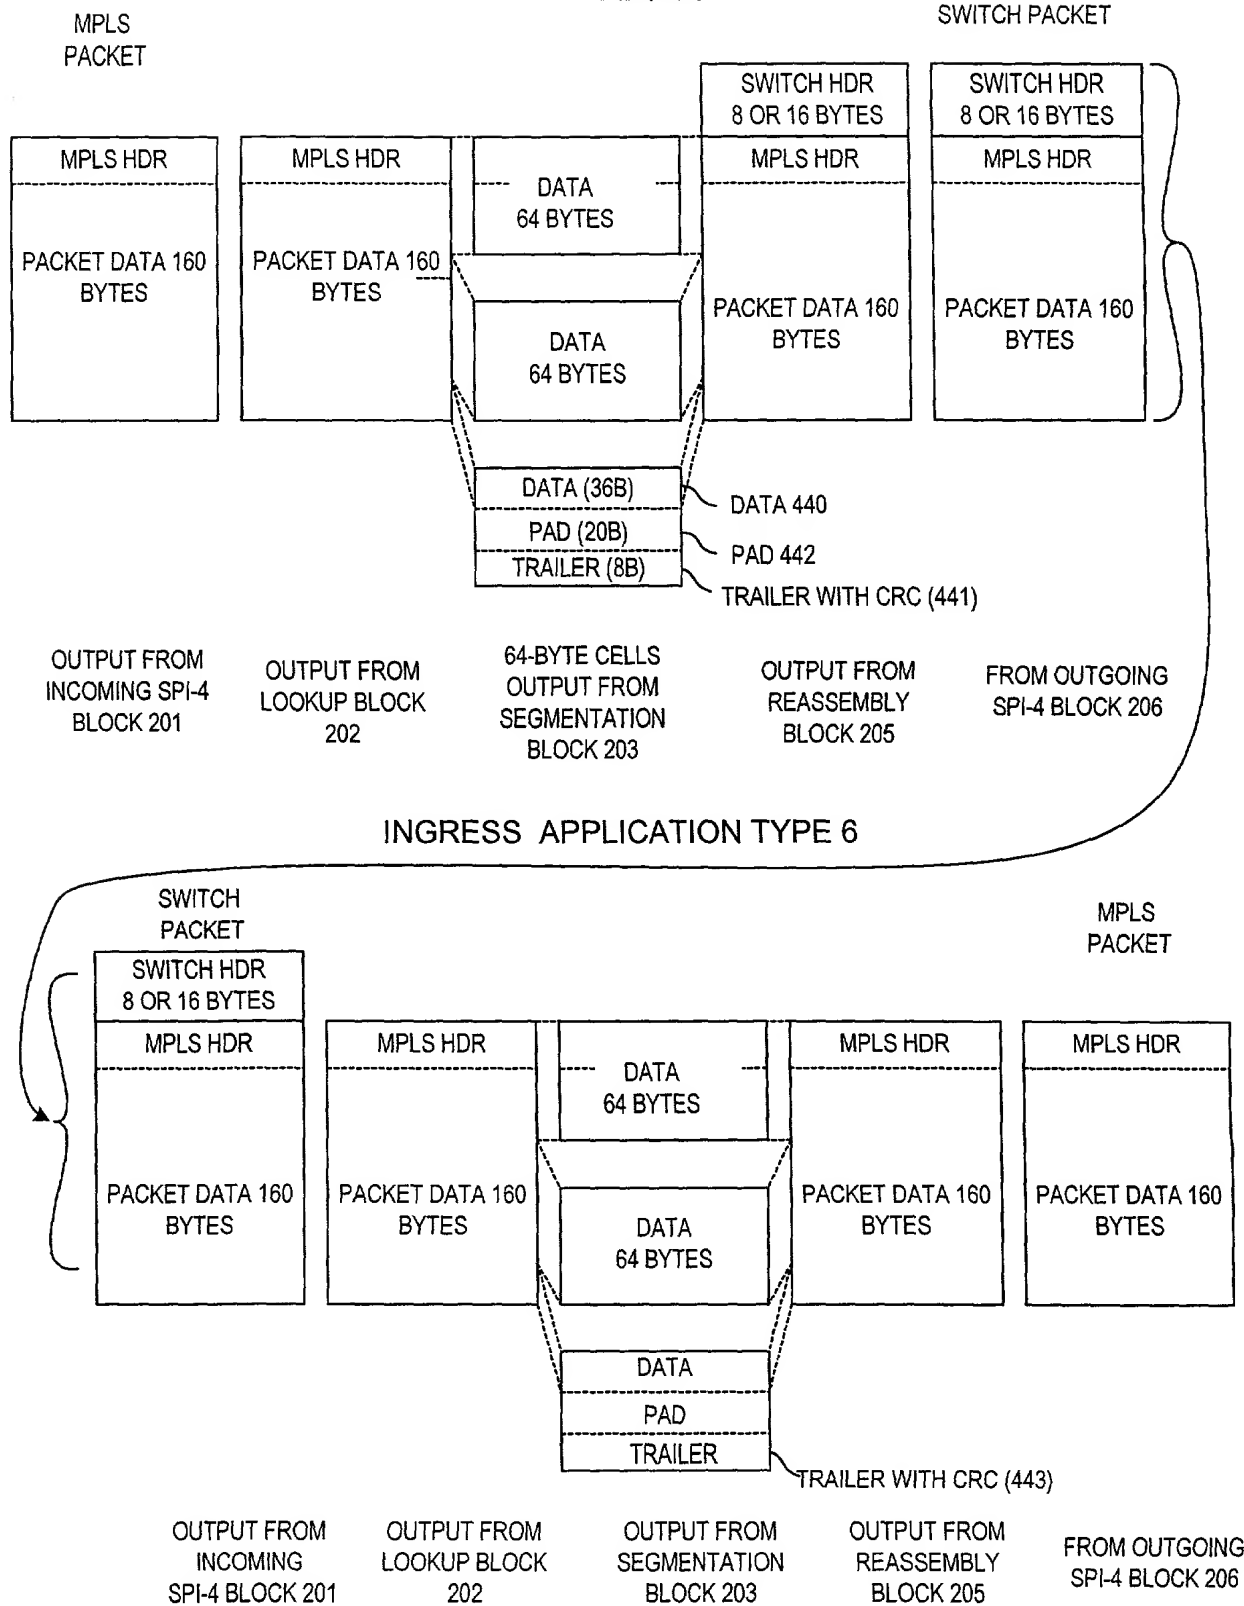 MPLS
PACKET
SWITCH PACKET
SWITCH HDR
8 OR 16 BYTES
SWITCH HDR
8 OR 16 BYTES
MPLS HDR
MPLS HDR
DATA
64 BYTES
MPLS HDR
MPLS HDR
PACKET DATA 160
BYTES
PACKET DATA 160
BYTES
DATA
64 BYTES
PACKET DATA 160
BYTES
PACKET DATA 160
BYTES
DATA (36B)
DATA 440
PAD (20B)
PAD 442
TRAILER (8B)
TRAILER WITH CRC (441)
OUTPUT FROM
INCOMING SPI-4
BLOCK 201
OUTPUT FROM
LOOKUP BLOCK
202
64-BYTE CELLS
OUTPUT FROM
SEGMENTATION
BLOCK 203
OUTPUT FROM
REASSEMBLY
BLOCK 205
FROM OUTGOING
SPI-4 BLOCK 206
INGRESS APPLICATION TYPE 6
SWITCH
PACKET
MPLS
PACKET
SWITCH HDR
8 OR 16 BYTES
MPLS HDR
MPLS HDR
DATA
64 BYTES
MPLS HDR
MPLS HDR
PACKET DATA 160
BYTES
PACKET DATA 160
BYTES
DATA
64 BYTES
PACKET DATA 160
BYTES
PACKET DATA 160
BYTES
DATA
PAD
TRAILER
TRAILER WITH CRC (443)
OUTPUT FROM
INCOMING
SPI-4 BLOCK 201
OUTPUT FROM
LOOKUP BLOCK
202
OUTPUT FROM
SEGMENTATION
BLOCK 203
OUTPUT FROM
REASSEMBLY
BLOCK 205
FROM OUTGOING
SPI-4 BLOCK 206